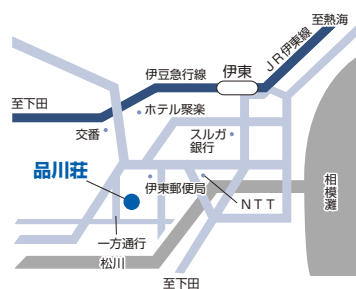 至熱海
JR伊東線
伊東
伊豆急行線
至下田
ホテル聚楽
交番
スルガ
銀行
品川荘
伊東郵便局
NTT
相模灘
一方通行
松川
至下田